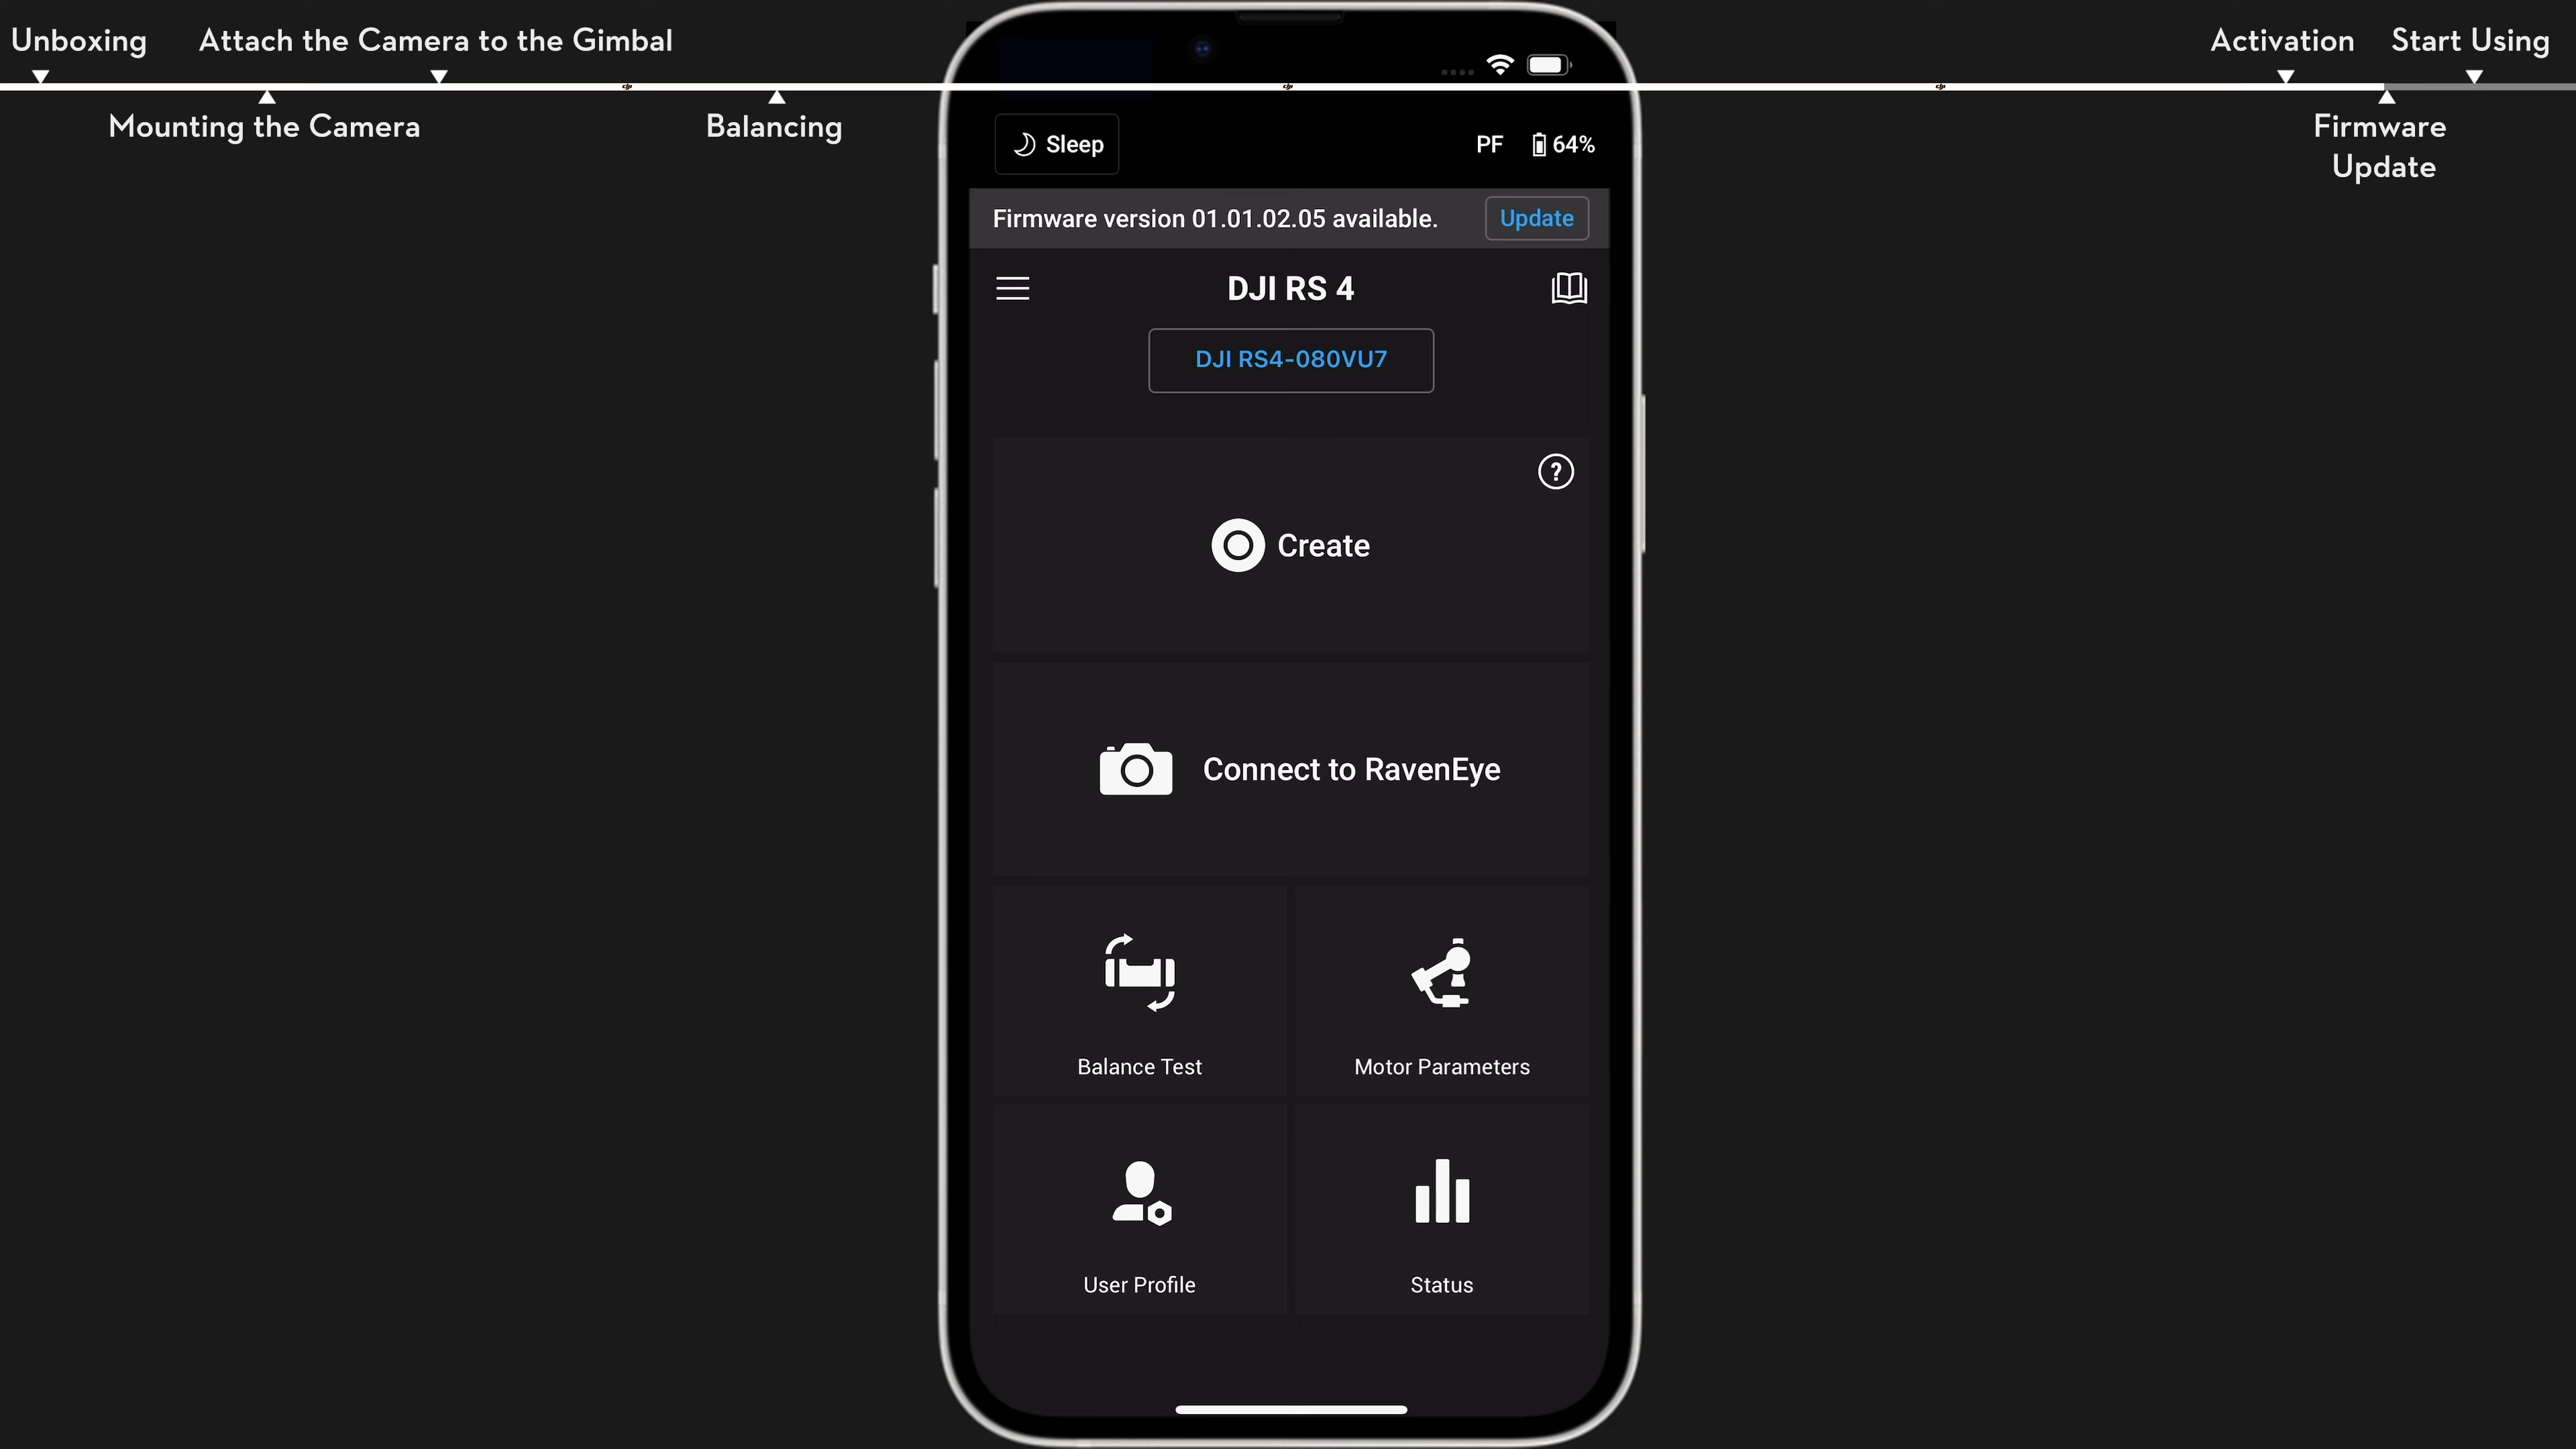 Unboxing
Attach the Camera to the Gimbal
Activation
Start Using
Mounting the Camera
Balancing
Firmware
Update
Sleep
PF
64%
Firmware version 01.01.02.05 available.
Update
DJI RS 4
DJI RS4-080VU7
?
Create
Connect to RavenEye
Balance Test
Motor Parameters
User Profile
Status